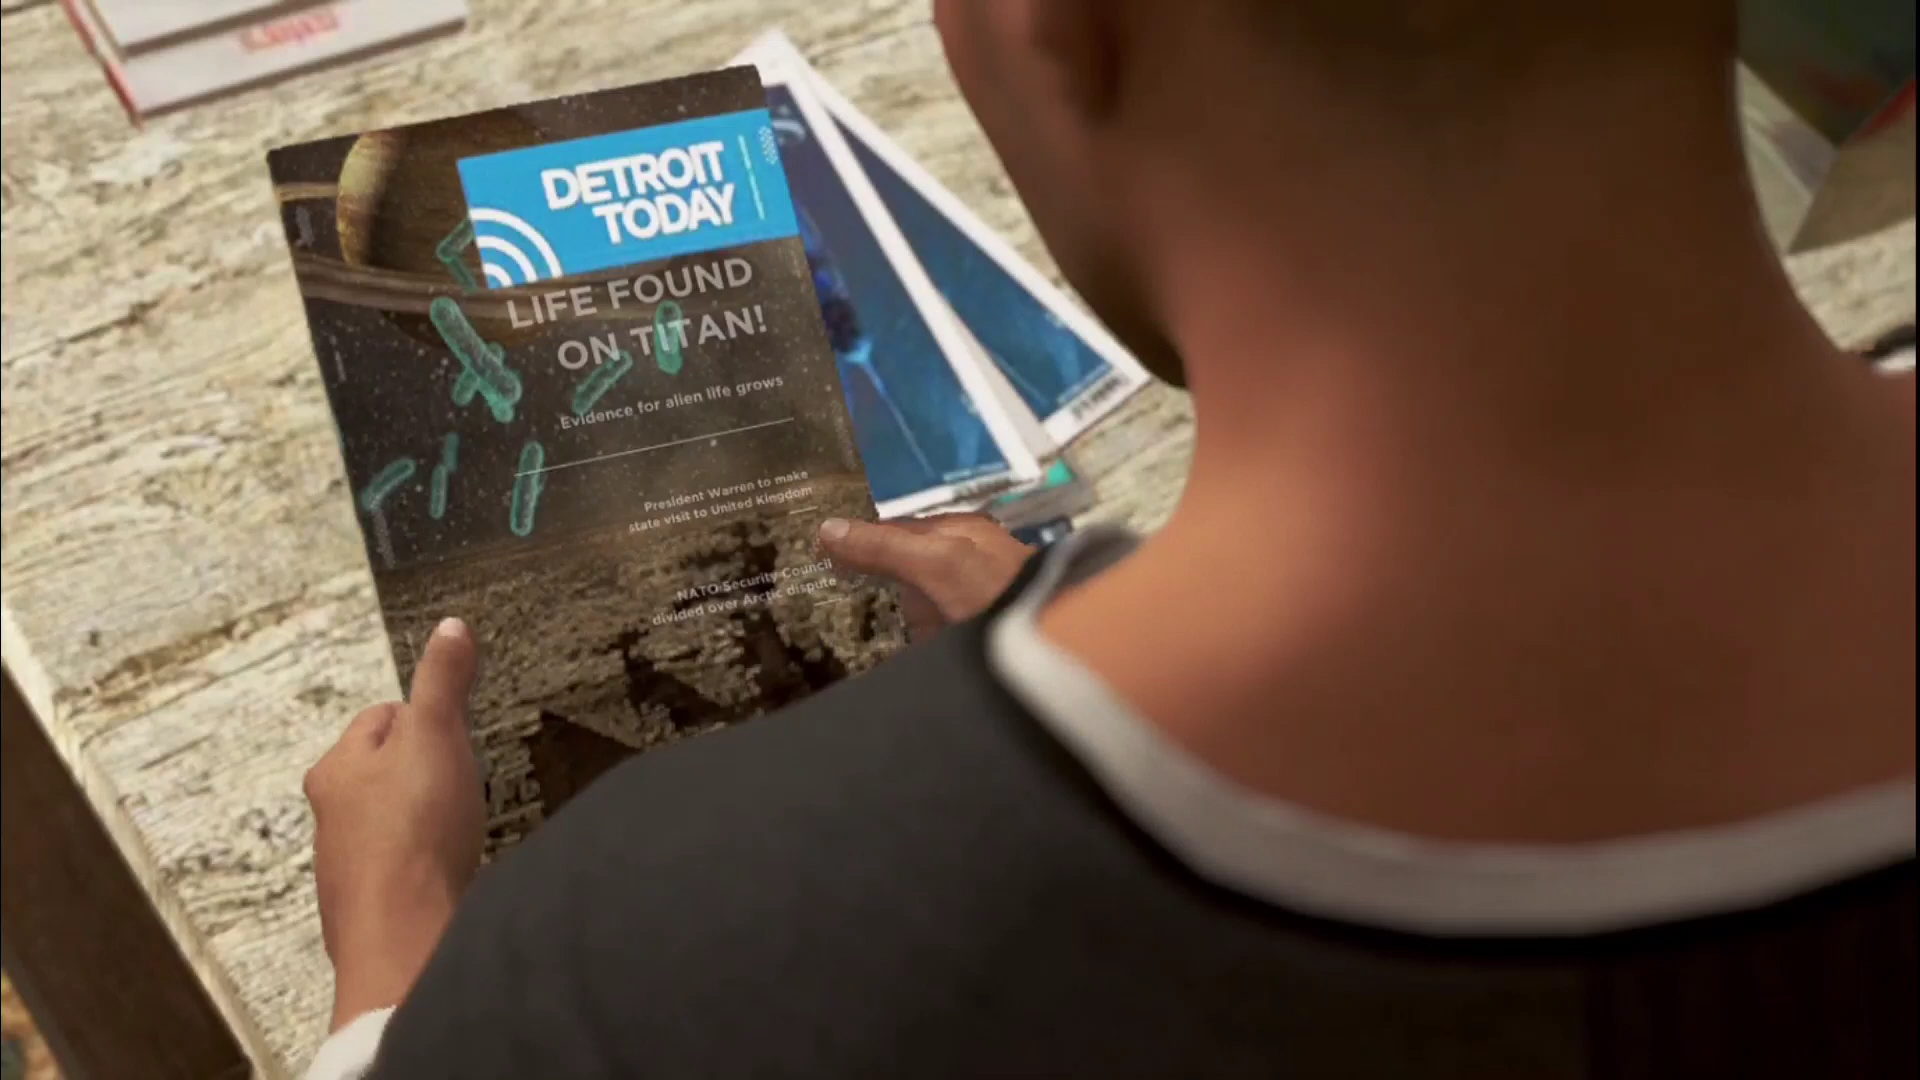 DETROIT
TODAY
LIFE FOUND
ON TITAN!
Evidence for alien life grows
President Warren to make
state visit to United Kingdom
NATO Security Council
divided over Arctic dispute